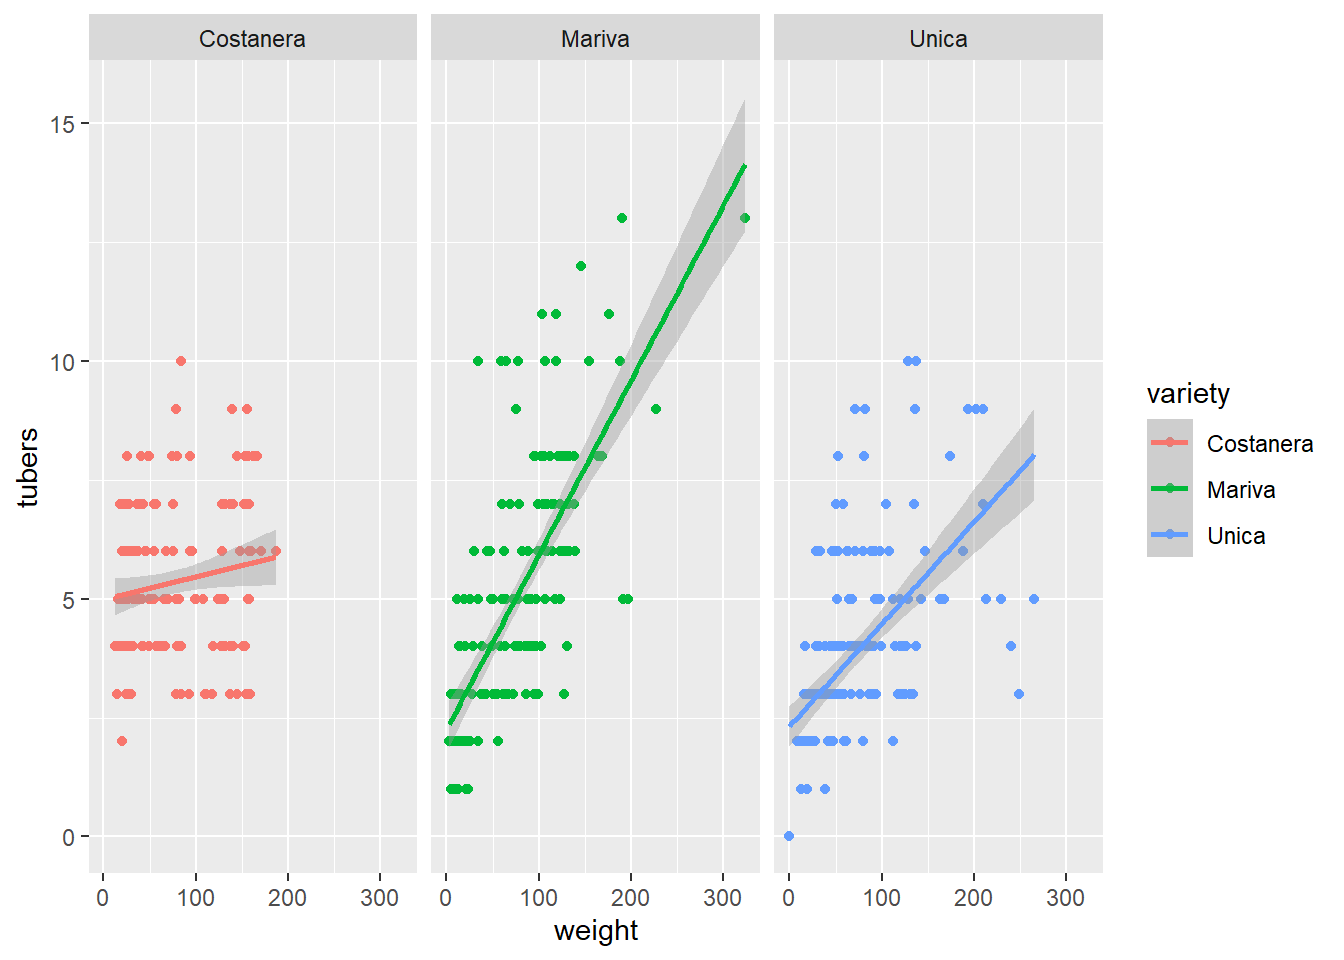 Costanera Mariva Unica
15
10
5
0
tubers
0 100 200 300 0 100 200 300 0 100 200 300
weight
variety
Costanera
Mariva
Unica